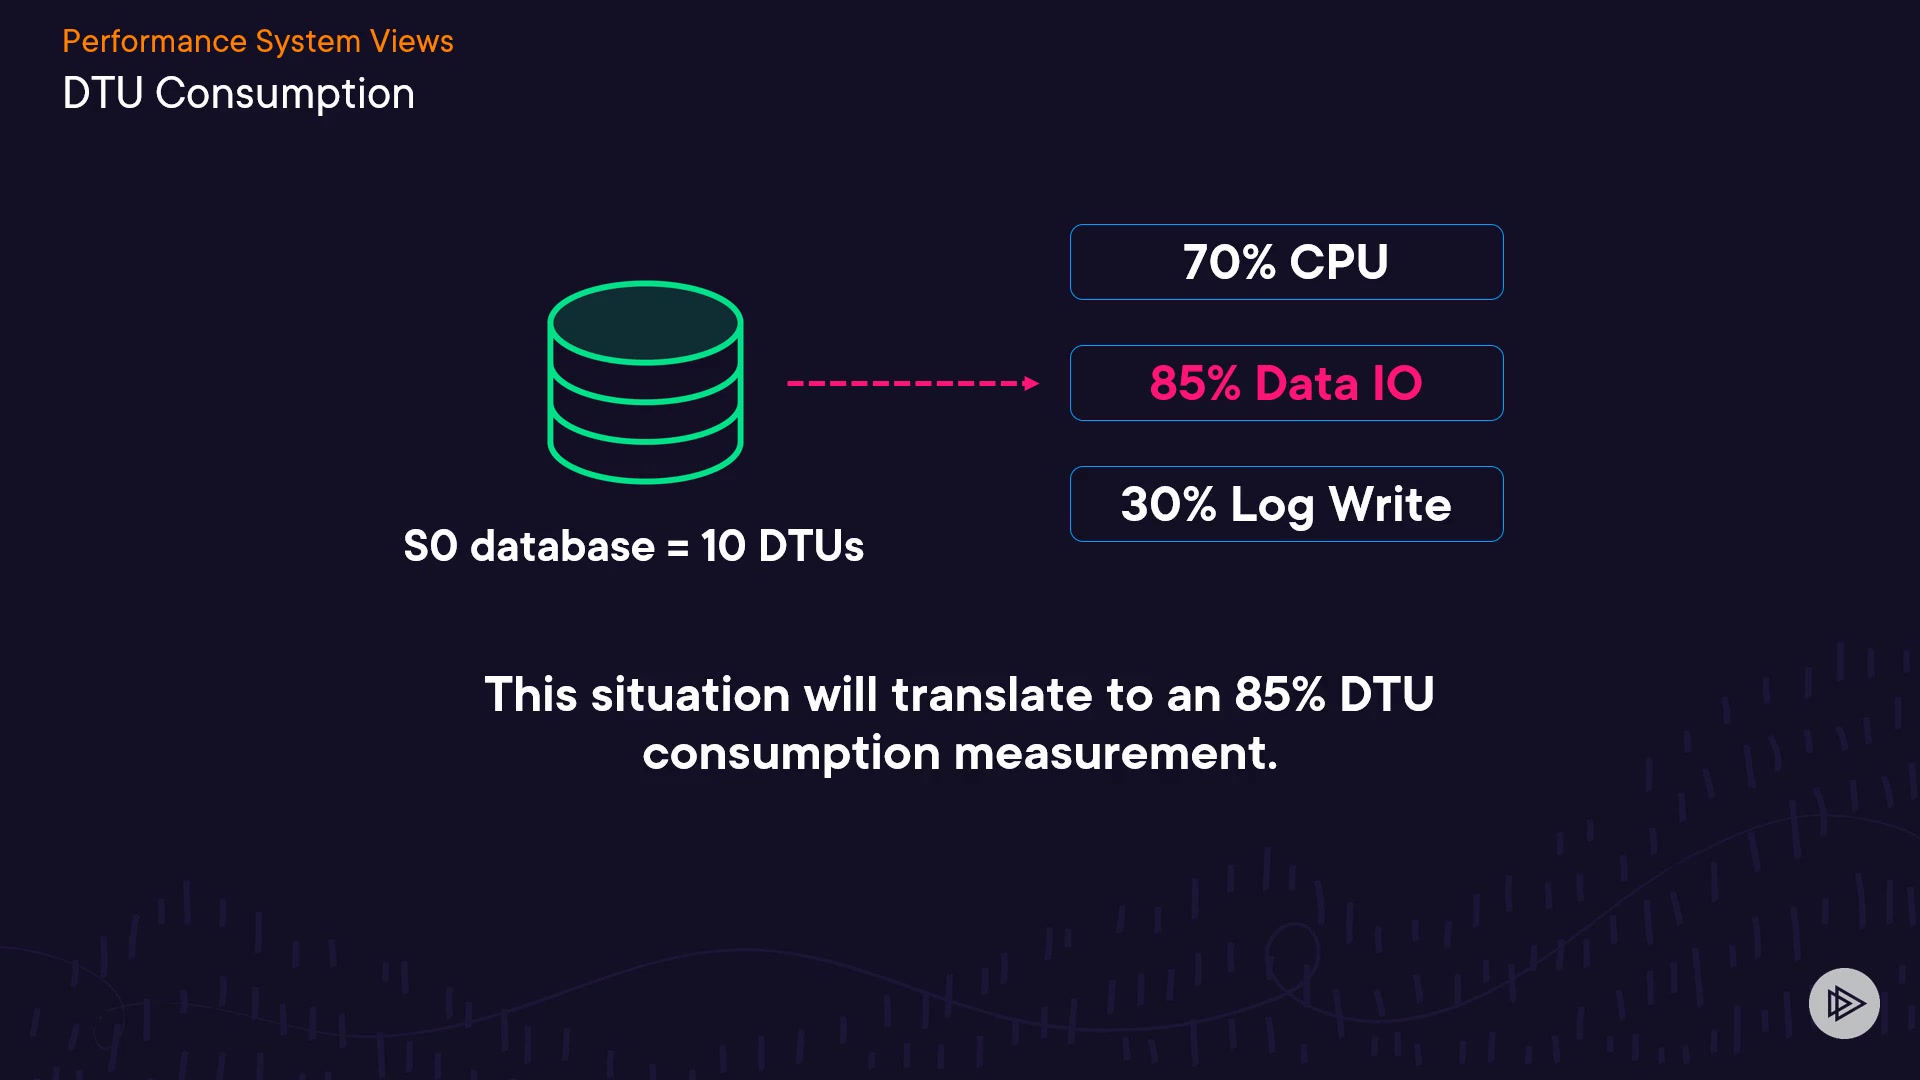 Performance System Views
DTU Consumption
70% CPU
85% Data IO
30% Log Write
S0 database = 10 DTUs
This situation will translate to an 85% DTU
consumption measurement.